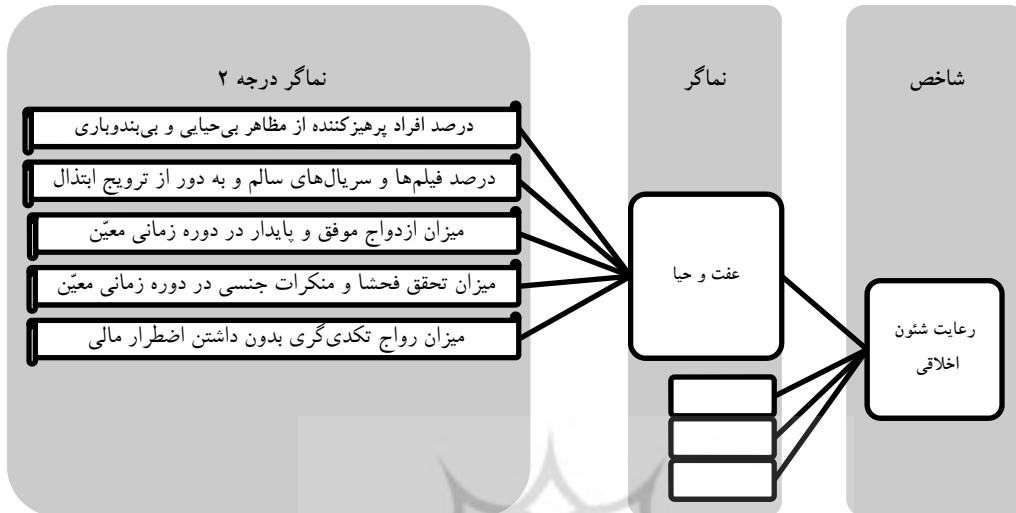 شاخص
نماگر
نماگر درجه ۲
رعایت شئون
اخلاقی
عفت و حیا
درصد افراد پرهیزکننده از مظاهر بی‌حیایی و بی‌بندوباری
درصد فیلم‌ها و سریال‌های سالم و به دور از ترویج ابتذال
میزان ازدواج موفق و پایدار در دوره زمانی معیّن
میزان تحقق فحشا و منکرات جنسی در دوره زمانی معیّن
میزان رواج تکدی‌گری بدون داشتن اضطرار مالی